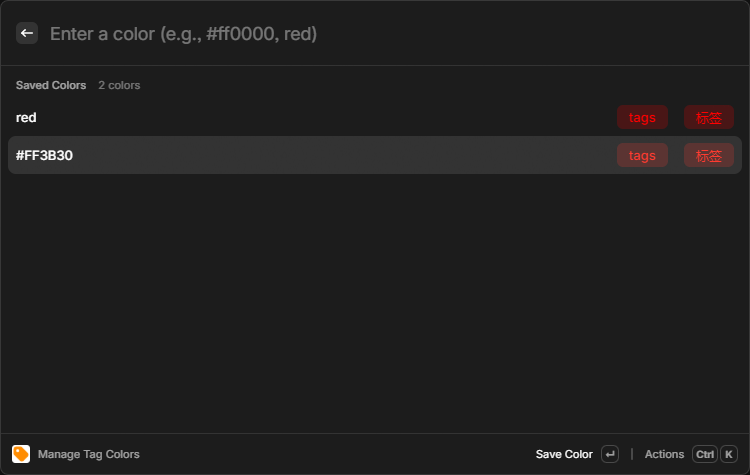 Enter a color (e.g., #ff0000, red)
Saved Colors 2 colors
red tags 标签
#FF3B30 tags 标签
Manage Tag Colors Save Color ↵ | Actions Ctrl K